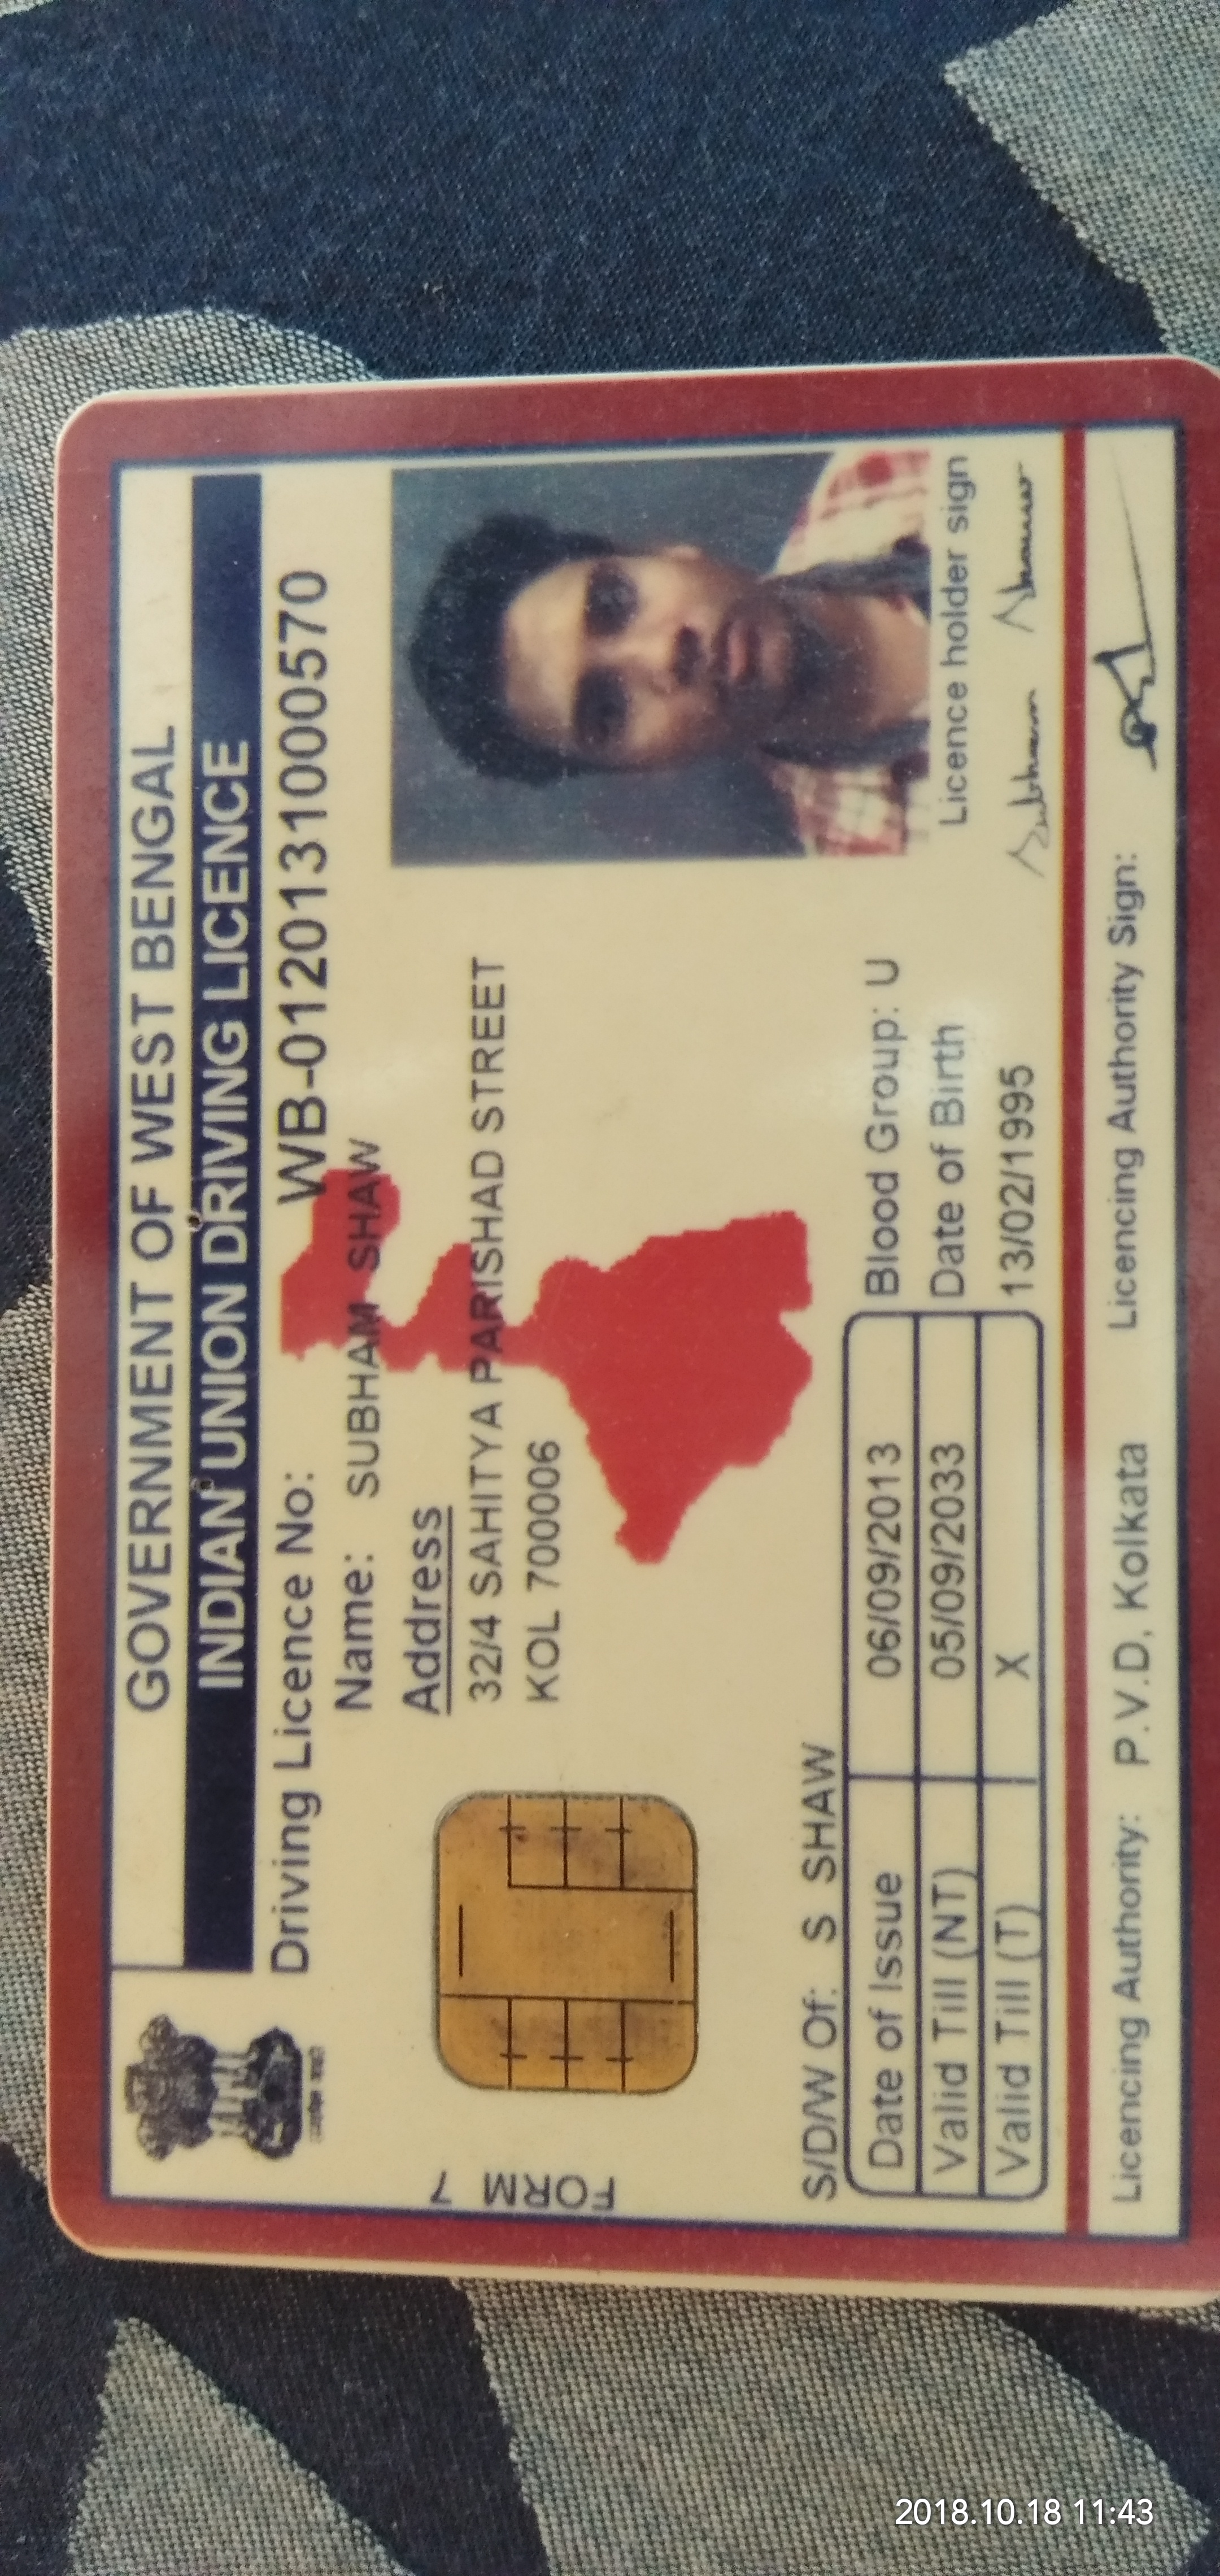 GOVERNMENT OF WEST BENGAL
INDIAN UNION DRIVING LICENCE
Driving Licence No: WB-0120131000570
Name: SUBHAM SHAW
Address
32/4 SAHITYA PARISHAD STREET
KOL 700006
FORM 7
S/D/W Of: S SHAW
Date of Issue 06/09/2013
Valid Till (NT) 05/09/2033
Valid Till (T) X
Blood Group: U
Date of Birth
13/02/1995
Licence holder sign
Subham Shaw
Licencing Authority: P.V.D, Kolkata Licencing Authority Sign:
2018.10.18 11:43